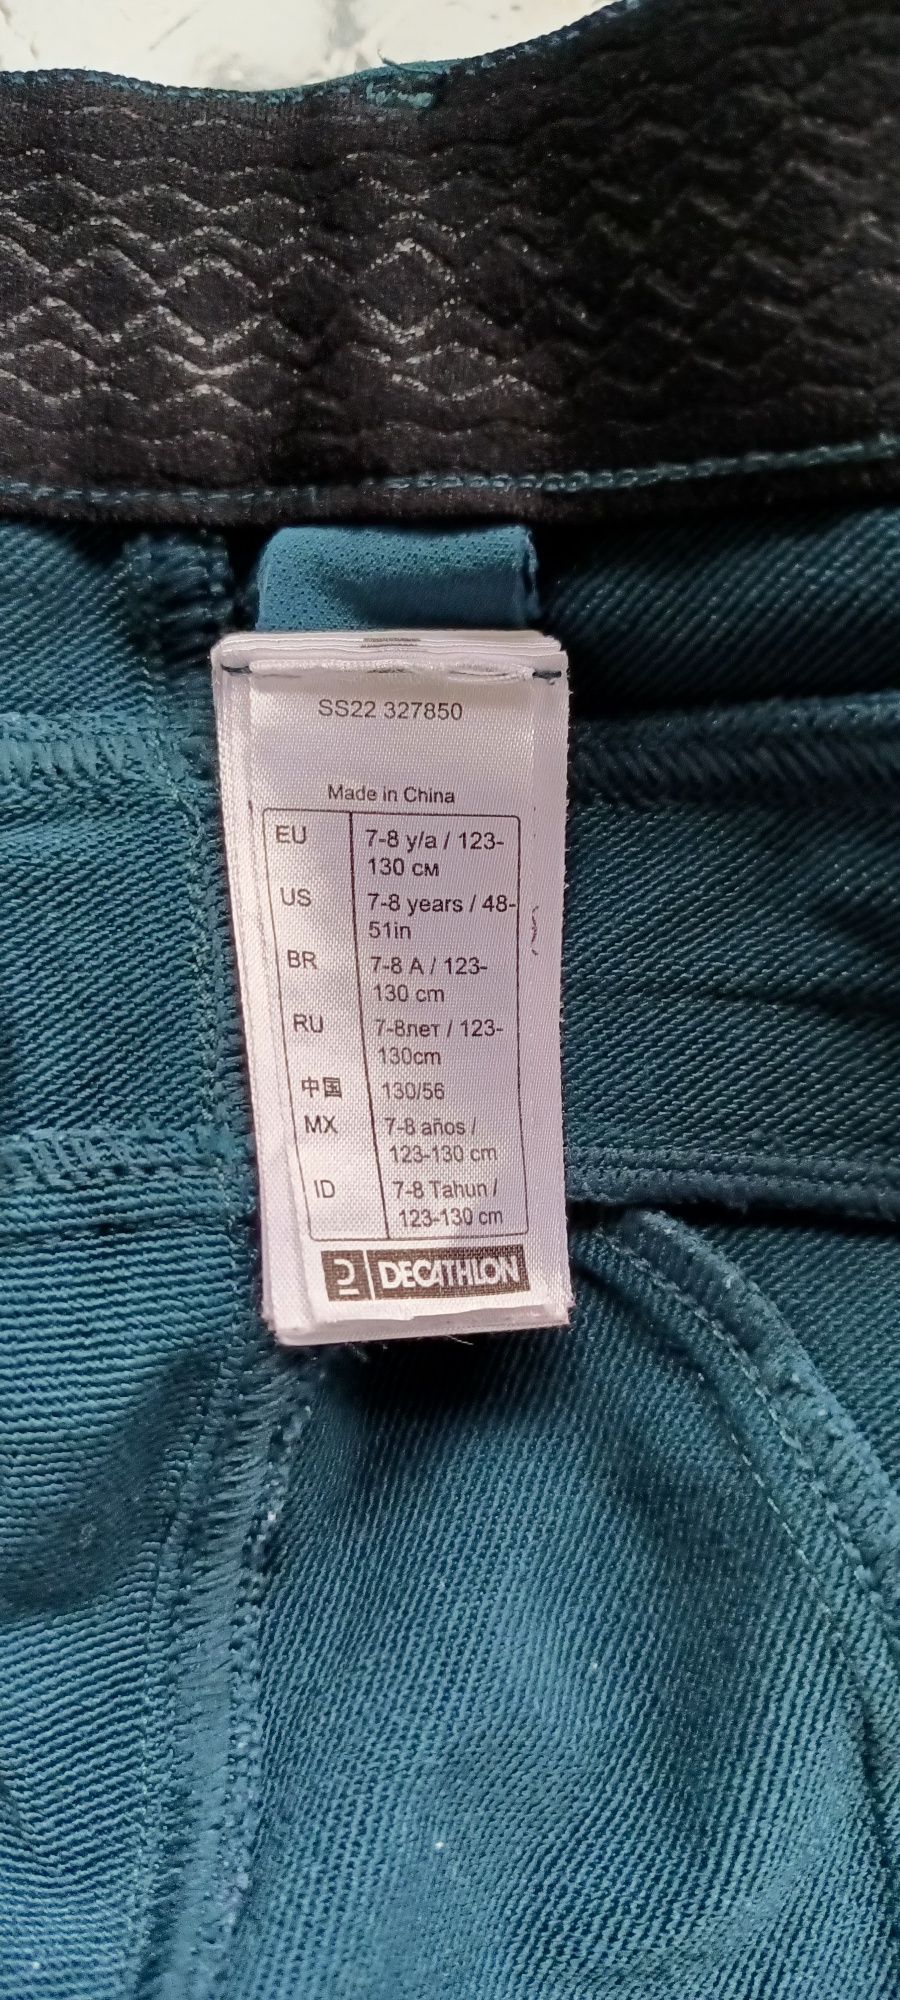 SS22 327850
Made in China
EU 7-8 y/a / 123-
130 см
US 7-8 years / 48-
51in
BR 7-8 A / 123-
130 cm
RU 7-8лет / 123-
130cm
中国 130/56
MX 7-8 años /
123-130 cm
ID 7-8 Tahun /
123-130 cm
DECATHLON